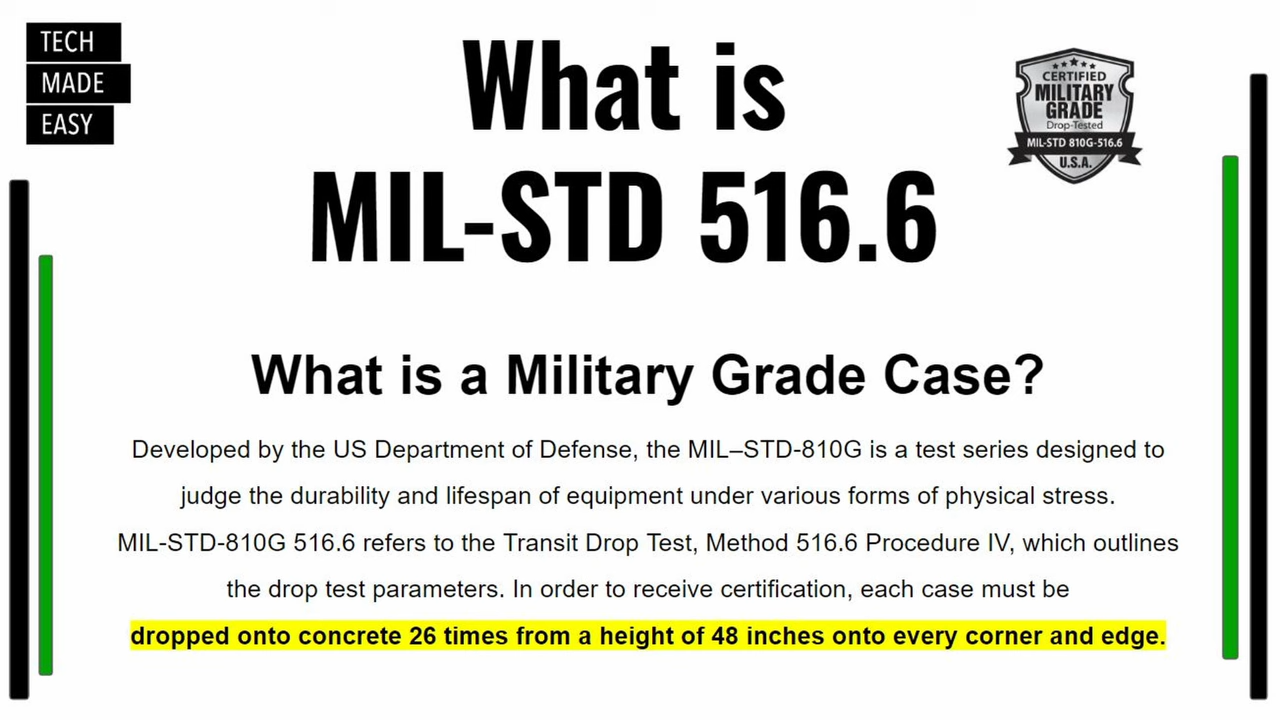 TECH
MADE
EASY
What is
MIL-STD 516.6
CERTIFIED
MILITARY
GRADE
Drop-Tested
MIL-STD 810G-516.6
U.S.A.
What is a Military Grade Case?
Developed by the US Department of Defense, the MIL–STD-810G is a test series designed to
judge the durability and lifespan of equipment under various forms of physical stress.
MIL-STD-810G 516.6 refers to the Transit Drop Test, Method 516.6 Procedure IV, which outlines
the drop test parameters. In order to receive certification, each case must be
dropped onto concrete 26 times from a height of 48 inches onto every corner and edge.